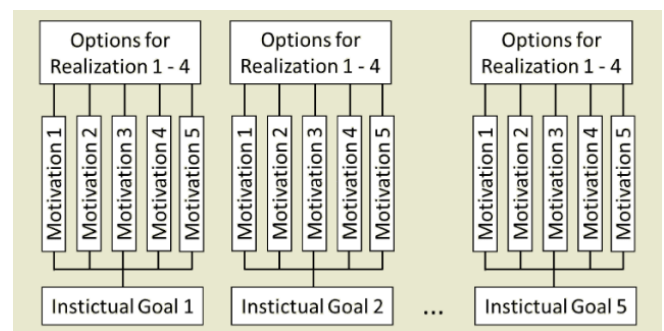 Options for
Realization 1 - 4
Options for
Realization 1 - 4
Options for
Realization 1 - 4
Motivation 1
Motivation 2
Motivation 3
Motivation 4
Motivation 5
Motivation 1
Motivation 2
Motivation 3
Motivation 4
Motivation 5
Motivation 1
Motivation 2
Motivation 3
Motivation 4
Motivation 5
Instictual Goal 1
Instictual Goal 2
...
Instictual Goal 5